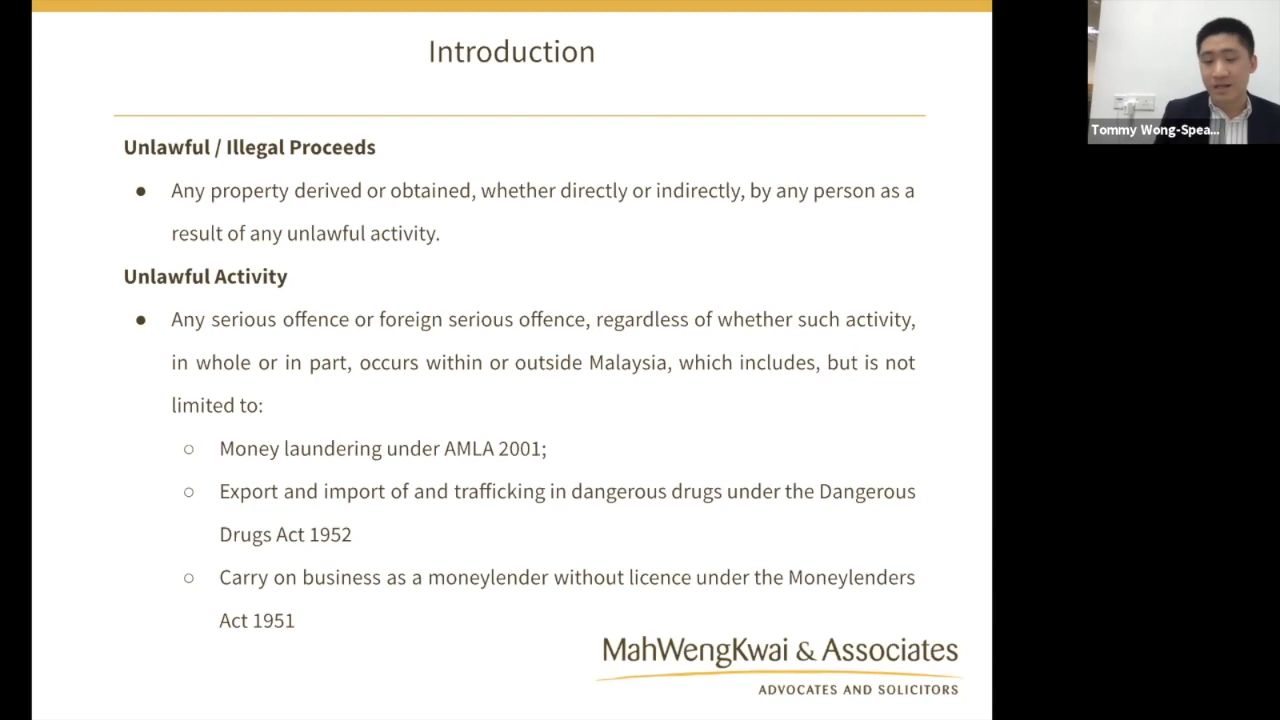 Introduction
Unlawful / Illegal Proceeds
● Any property derived or obtained, whether directly or indirectly, by any person as a
result of any unlawful activity.
Unlawful Activity
● Any serious offence or foreign serious offence, regardless of whether such activity,
in whole or in part, occurs within or outside Malaysia, which includes, but is not
limited to:
○ Money laundering under AMLA 2001;
○ Export and import of and trafficking in dangerous drugs under the Dangerous
Drugs Act 1952
○ Carry on business as a moneylender without licence under the Moneylenders
Act 1951
MahWengKwai & Associates
ADVOCATES AND SOLICITORS
Tommy Wong-Spea...